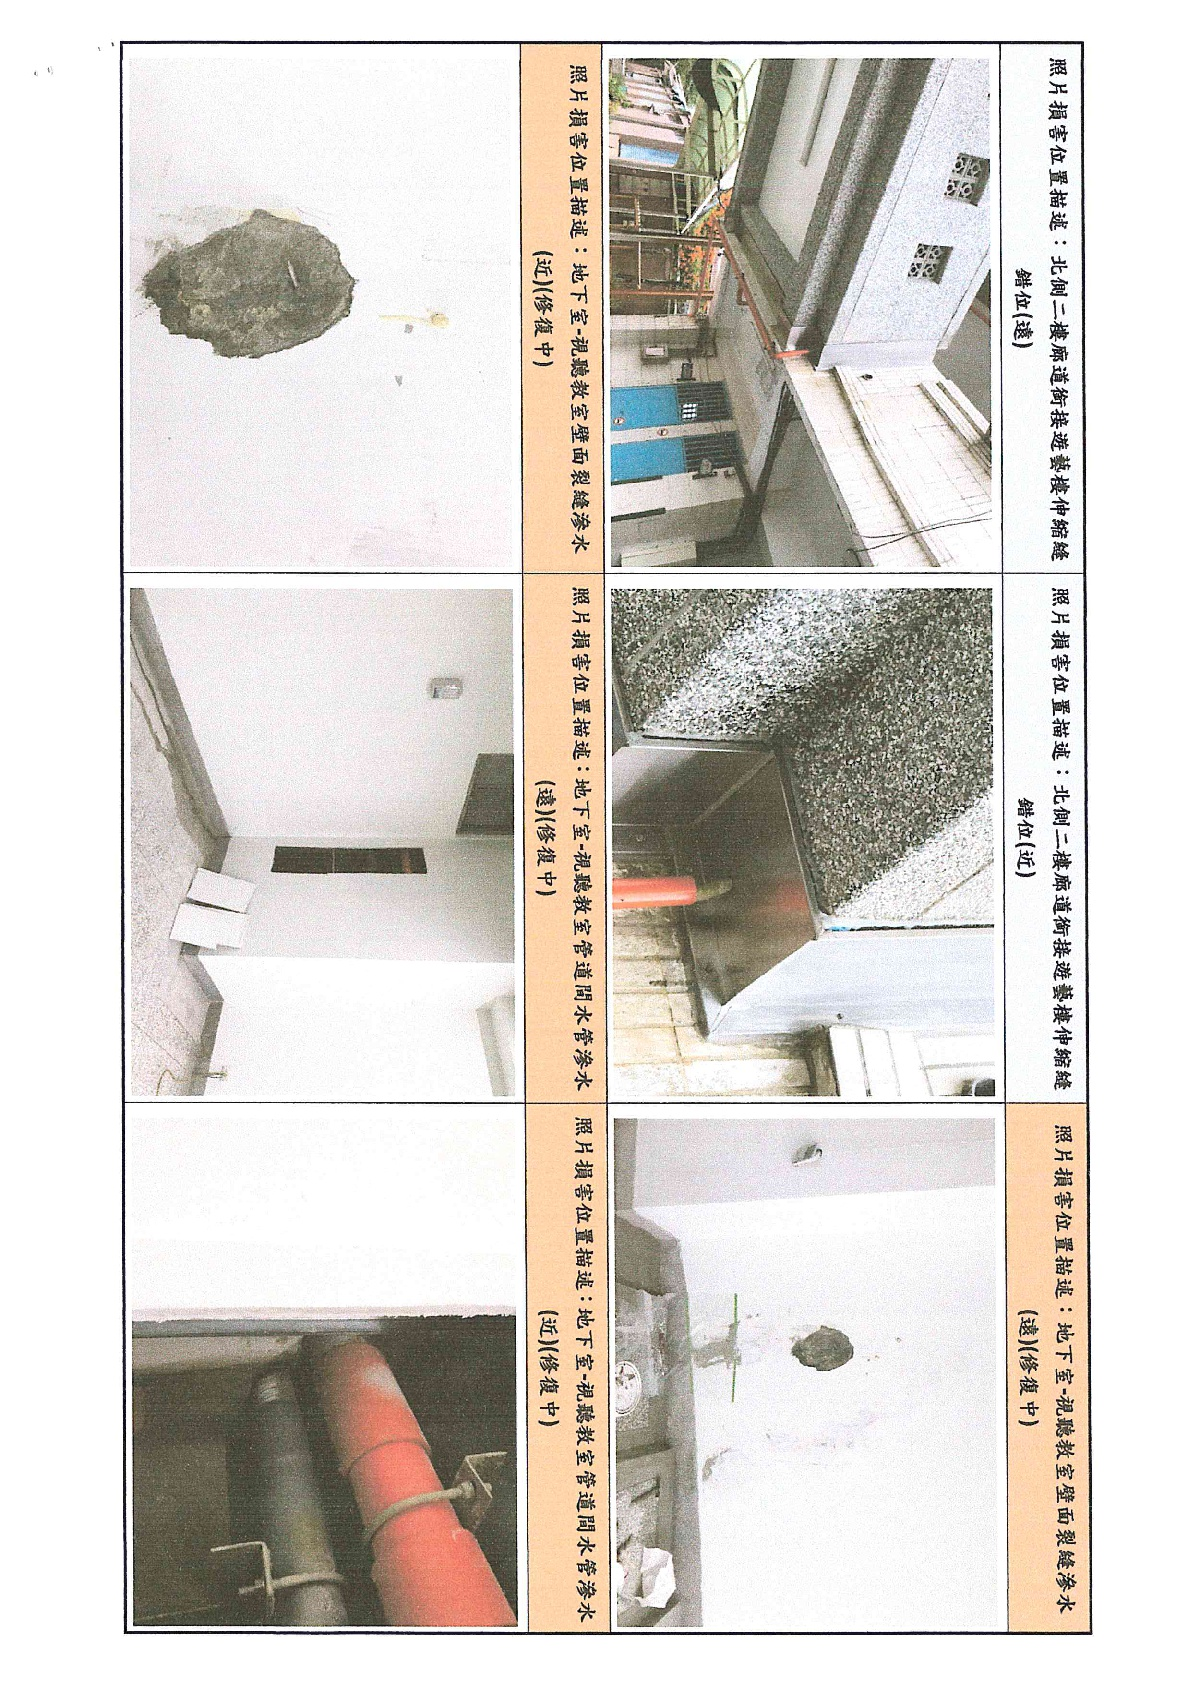 照片損害位置描述：北側二樓廊道銜接遊藝樓伸縮縫
錯位(遠)
照片損害位置描述：北側二樓廊道銜接遊藝樓伸縮縫
錯位(近)
照片損害位置描述：地下室-視聽教室壁面裂縫滲水
(遠)(修復中)
照片損害位置描述：地下室-視聽教室壁面裂縫滲水
(近)(修復中)
照片損害位置描述：地下室-視聽教室管道間水管滲水
(遠)(修復中)
照片損害位置描述：地下室-視聽教室管道間水管滲水
(近)(修復中)